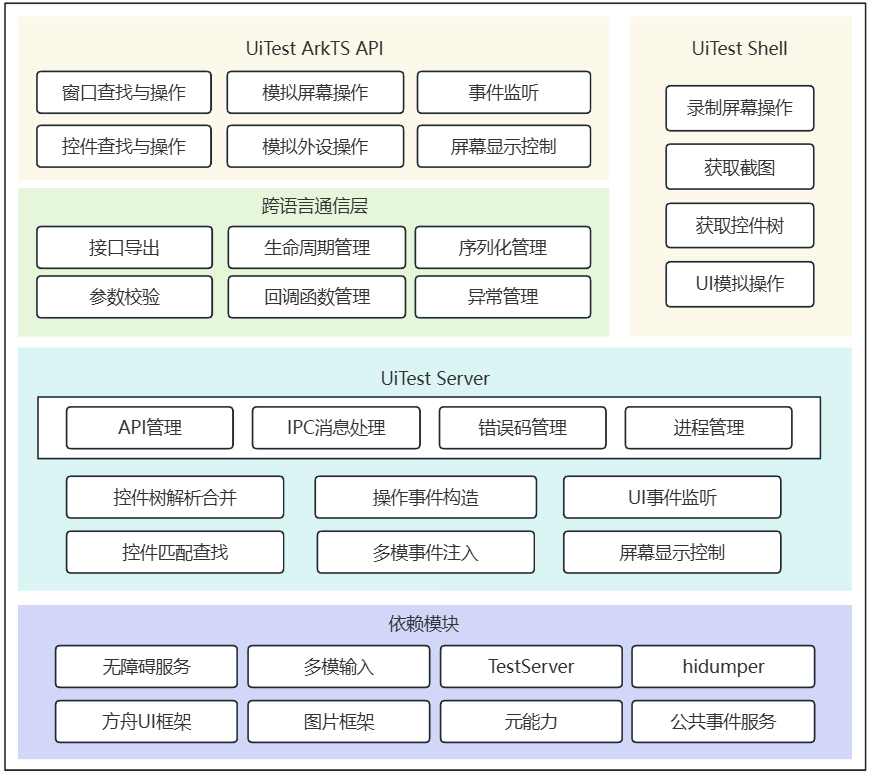 UiTest ArkTS API
窗口查找与操作
模拟屏幕操作
事件监听
控件查找与操作
模拟外设操作
屏幕显示控制
UiTest Shell
录制屏幕操作
获取截图
获取控件树
UI模拟操作
跨语言通信层
接口导出
生命周期管理
序列化管理
参数校验
回调函数管理
异常管理
UiTest Server
API管理
IPC消息处理
错误码管理
进程管理
控件树解析合并
操作事件构造
UI事件监听
控件匹配查找
多模事件注入
屏幕显示控制
依赖模块
无障碍服务
多模输入
TestServer
hidumper
方舟UI框架
图片框架
元能力
公共事件服务